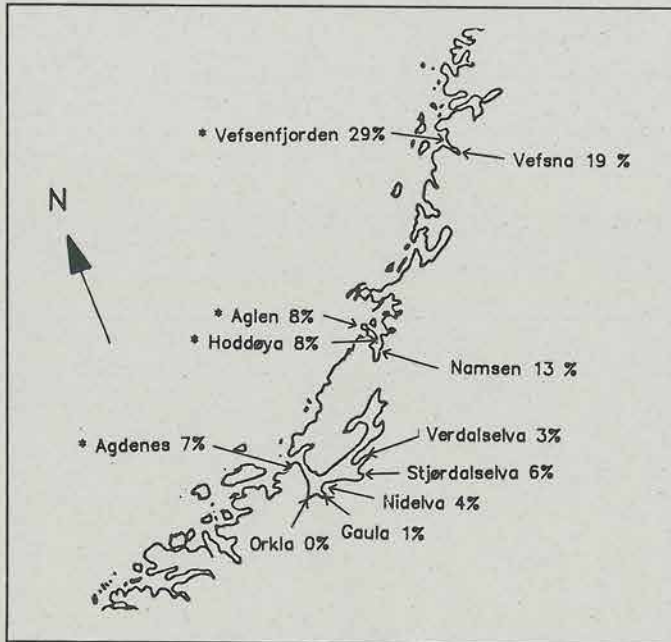 * Vefsenfjorden 29%
Vefsna 19 %
N
* Aglen 8%
* Hoddøya 8%
Namsen 13 %
Verdalselva 3%
* Agdenes 7%
Stjørdalselva 6%
Nidelva 4%
Gaula 1%
Orkla 0%